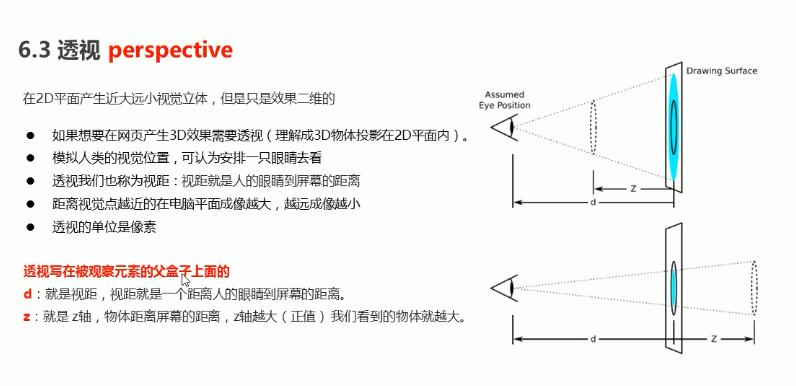 6.3 透视 perspective
在2D平面产生近大远小视觉立体，但是只是效果二维的
● 如果想要在网页产生3D效果需要透视（理解成3D物体投影在2D平面内）。
● 模拟人类的视觉位置，可认为安排一只眼睛去看
● 透视我们也称为视距：视距就是人的眼睛到屏幕的距离
● 距离视觉点越近的在电脑平面成像越大，越远成像越小
● 透视的单位是像素
透视写在被观察元素的父盒子上面的
d：就是视距，视距就是一个距离人的眼睛到屏幕的距离。
z：就是 z轴，物体距离屏幕的距离，z轴越大（正值） 我们看到的物体就越大。
Drawing Surface
Assumed
Eye Position
Z
d
d
Z